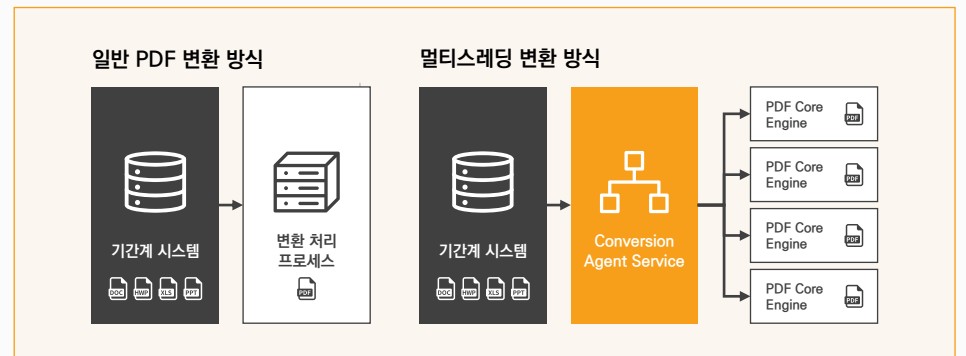 일반 PDF 변환 방식
기간계 시스템
DOC HWP XLS PPT
변환 처리
프로세스
PDF
멀티스레딩 변환 방식
기간계 시스템
DOC HWP XLS PPT
Conversion
Agent Service
PDF Core
Engine
PDF
PDF Core
Engine
PDF
PDF Core
Engine
PDF
PDF Core
Engine
PDF